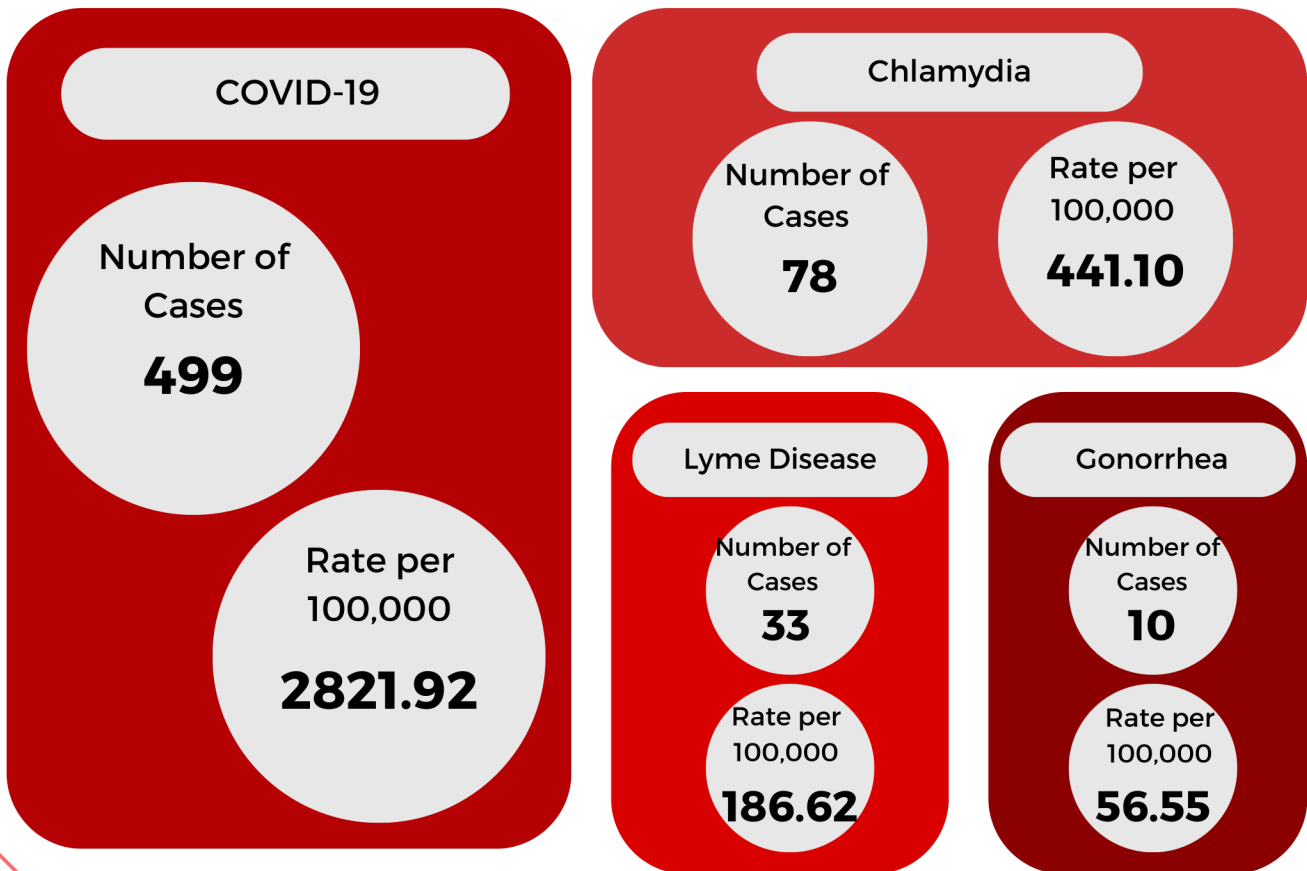 COVID-19
Number of
Cases
499
Rate per
100,000
2821.92
Chlamydia
Number of
Cases
78
Rate per
100,000
441.10
Lyme Disease
Number of
Cases
33
Rate per
100,000
186.62
Gonorrhea
Number of
Cases
10
Rate per
100,000
56.55